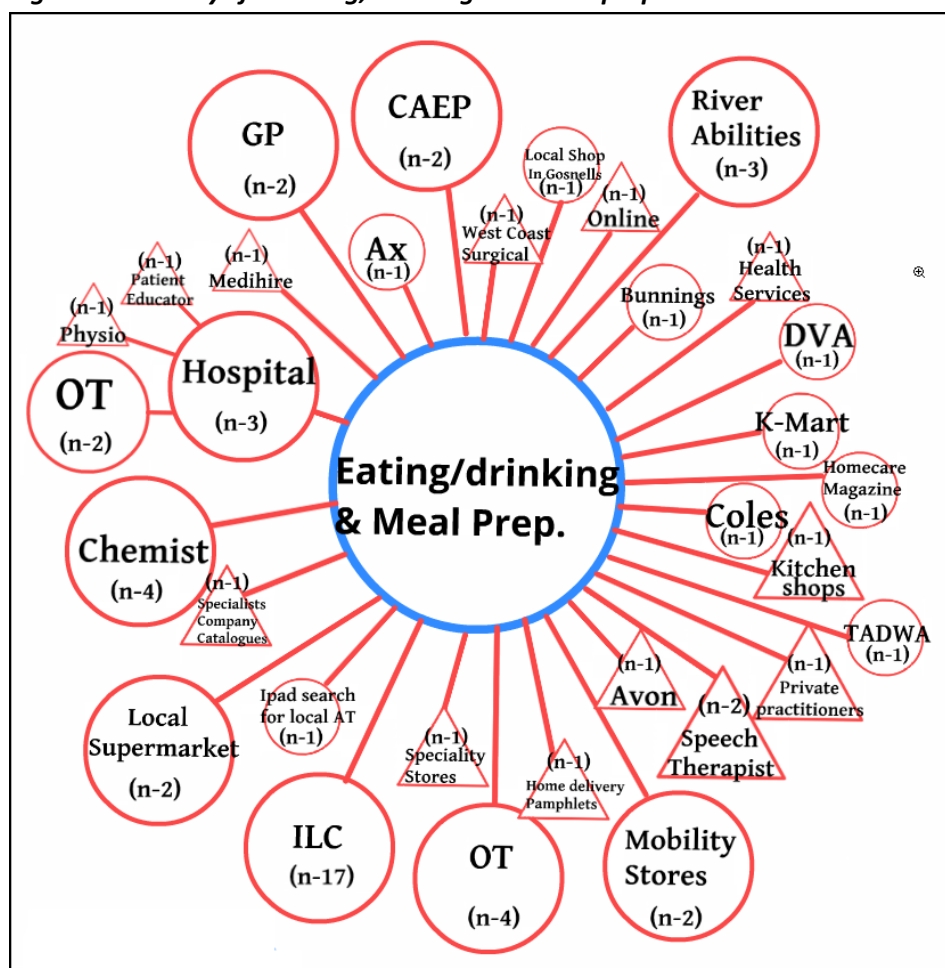 GP
(n-2)
CAEP
(n-2)
River
Abilities
(n-3)
Local Shop
In Gosnells
(n-1)
(n-1)
Online
(n-1)
West Coast
Surgical
Ax
(n-1)
(n-1)
Medihire
(n-1)
Patient
Educator
(n-1)
Physio
(n-1)
Health
Services
Bunnings
(n-1)
DVA
(n-1)
OT
(n-2)
Hospital
(n-3)
K-Mart
(n-1)
Homecare
Magazine
(n-1)
Eating/drinking
& Meal Prep.
Coles
(n-1)
(n-1)
Kitchen
shops
Chemist
(n-4)
(n-1)
Specialists
Company
Catalogues
TADWA
(n-1)
(n-1)
Private
practitioners
(n-1)
Avon
(n-2)
Speech
Therapist
Local
Supermarket
(n-2)
Ipad search
for local AT
(n-1)
(n-1)
Speciality
Stores
(n-1)
Home delivery
Pamphlets
ILC
(n-17)
OT
(n-4)
Mobility
Stores
(n-2)